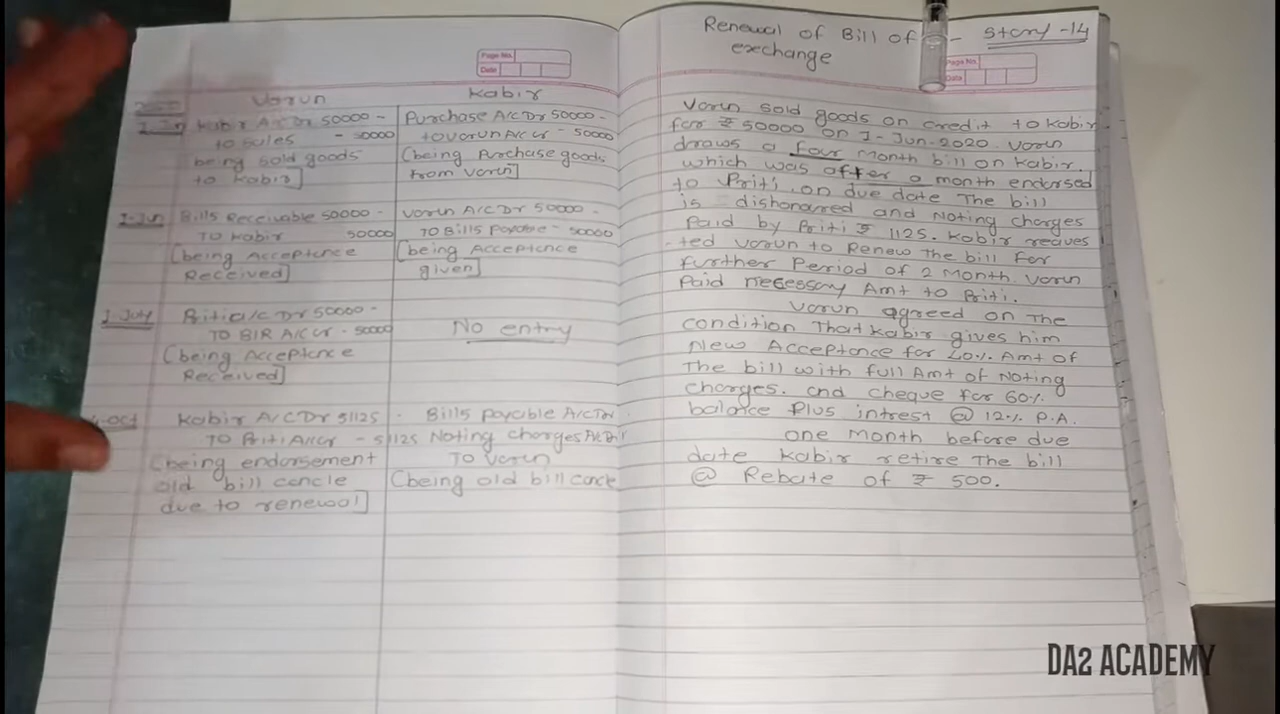 Varun
Kabir
Page No.
Date
Kabir A/C Dr 50000 -
to sales - 50000
being sold goods
to Kabir]
1-Jun Bills Receivable 50000 -
TO Kabir 50000
(being Acceptance
Received]
1-July Priti a/c Dr 50000 -
TO B/R A/C Cr - 50000
(being Acceptance
Received]
-oct Kabir A/C Dr 51125
TO Priti A/C Cr - 51125
(being endorsement
old bill cancle
due to renewal]
Purchase A/C Dr 50000 -
to Varun A/C Cr - 50000
(being Purchase goods
from Varun]
Varun A/C Dr 50000 -
TO Bills Payable - 50000
(being Acceptance
given]
No entry
Bills payable A/C
Noting charges A/C
TO Varun
(being old bill cancle
Renewal of Bill of - Story -14
exchange
Page No.
Date
Varun sold goods on credit to Kabir
for ₹ 50000 on 1-Jun-2020. Varun
draws a four month bill on Kabir.
which was after a month endorsed
to Priti. on due date The bill
is dishonoured and Noting charges
Paid by Priti ₹ 1125. Kabir reques
-ted Varun to Renew The bill for
further Period of 2 Month. Varun
Paid necessary Amt to Priti.
Varun agreed on The
condition That Kabir gives him
New Acceptance for 40% Amt of
The bill with full Amt of Noting
charges. and cheque for 60%
balance Plus intrest @ 12% P.A.
one month before due
date Kabir retire The bill
@ Rebate of ₹ 500.
DA2 ACADEMY